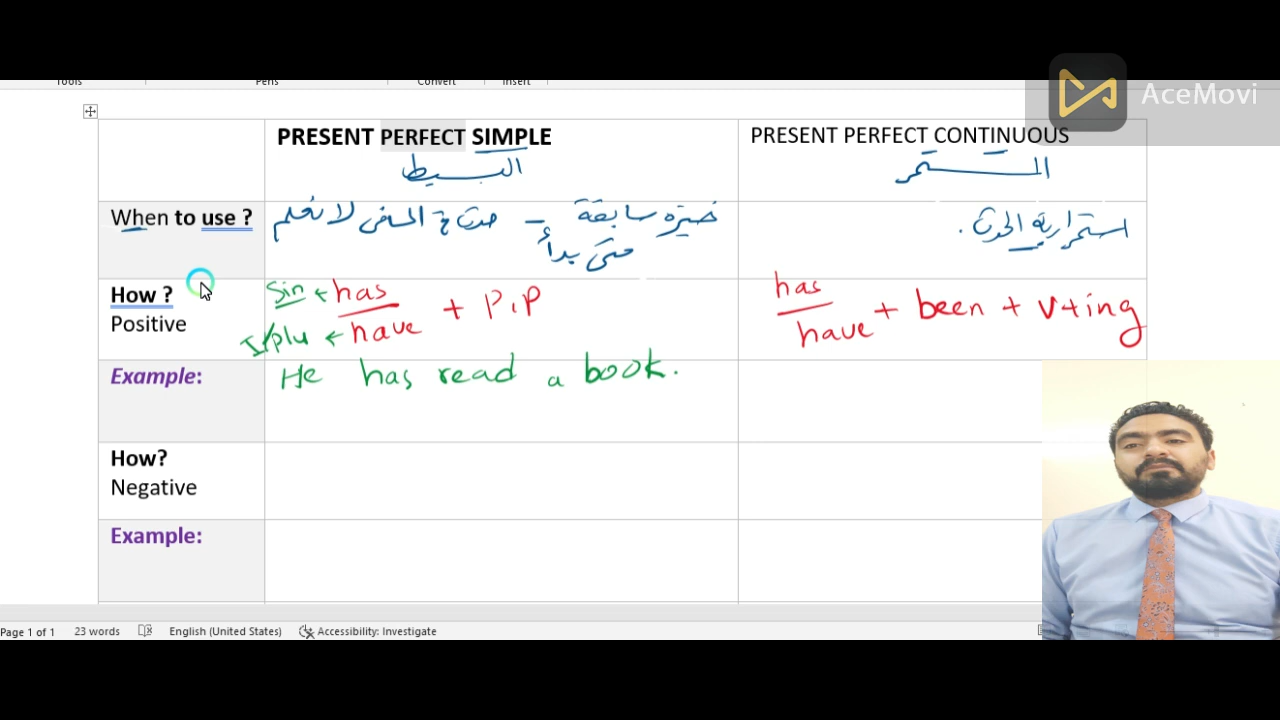 Tools Pens Convert Insert
AceMovi
PRESENT PERFECT SIMPLE
البسيط
PRESENT PERFECT CONTINUOUS
المستمر
When to use ?
خبرة سابقة – حدث في الماضي لا نعلم
متى بدأ
استمرارية الحدث .
How ?
Positive
Sin ← has
I/plu ← have
+ P.P
has
have
+ been + V+ing
Example:
He has read a book.
How?
Negative
Example:
Page 1 of 1 23 words English (United States) Accessibility: Investigate